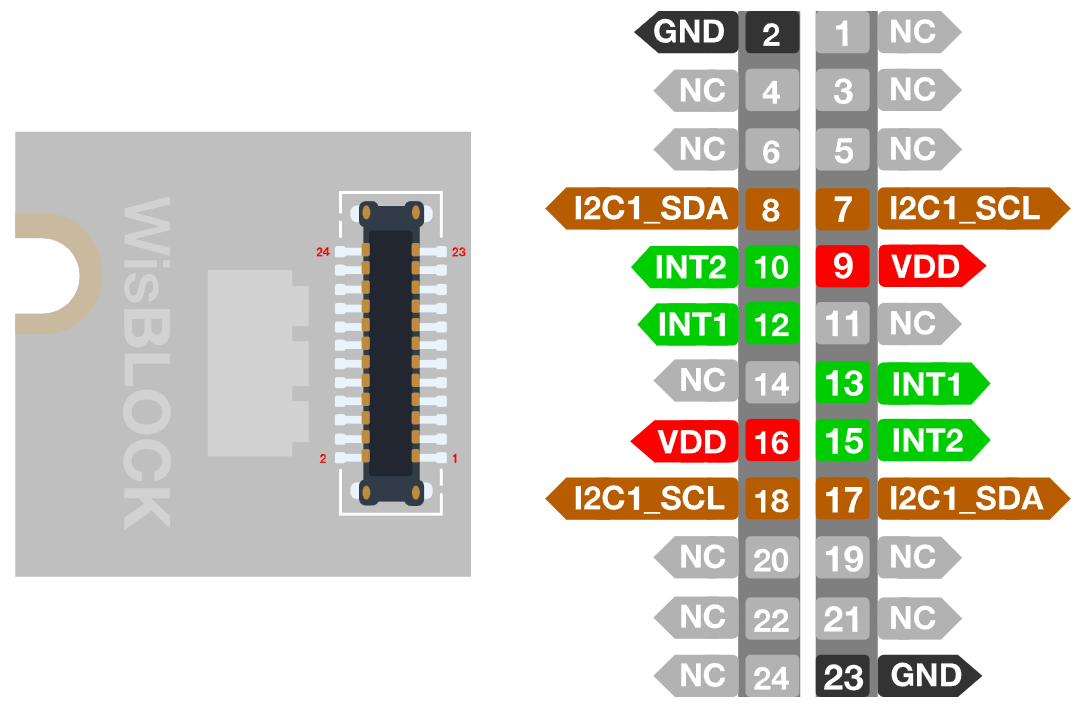 WisBLOCK
24 23
2 1
GND 2 1 NC
NC 4 3 NC
NC 6 5 NC
I2C1_SDA 8 7 I2C1_SCL
INT2 10 9 VDD
INT1 12 11 NC
NC 14 13 INT1
VDD 16 15 INT2
I2C1_SCL 18 17 I2C1_SDA
NC 20 19 NC
NC 22 21 NC
NC 24 23 GND